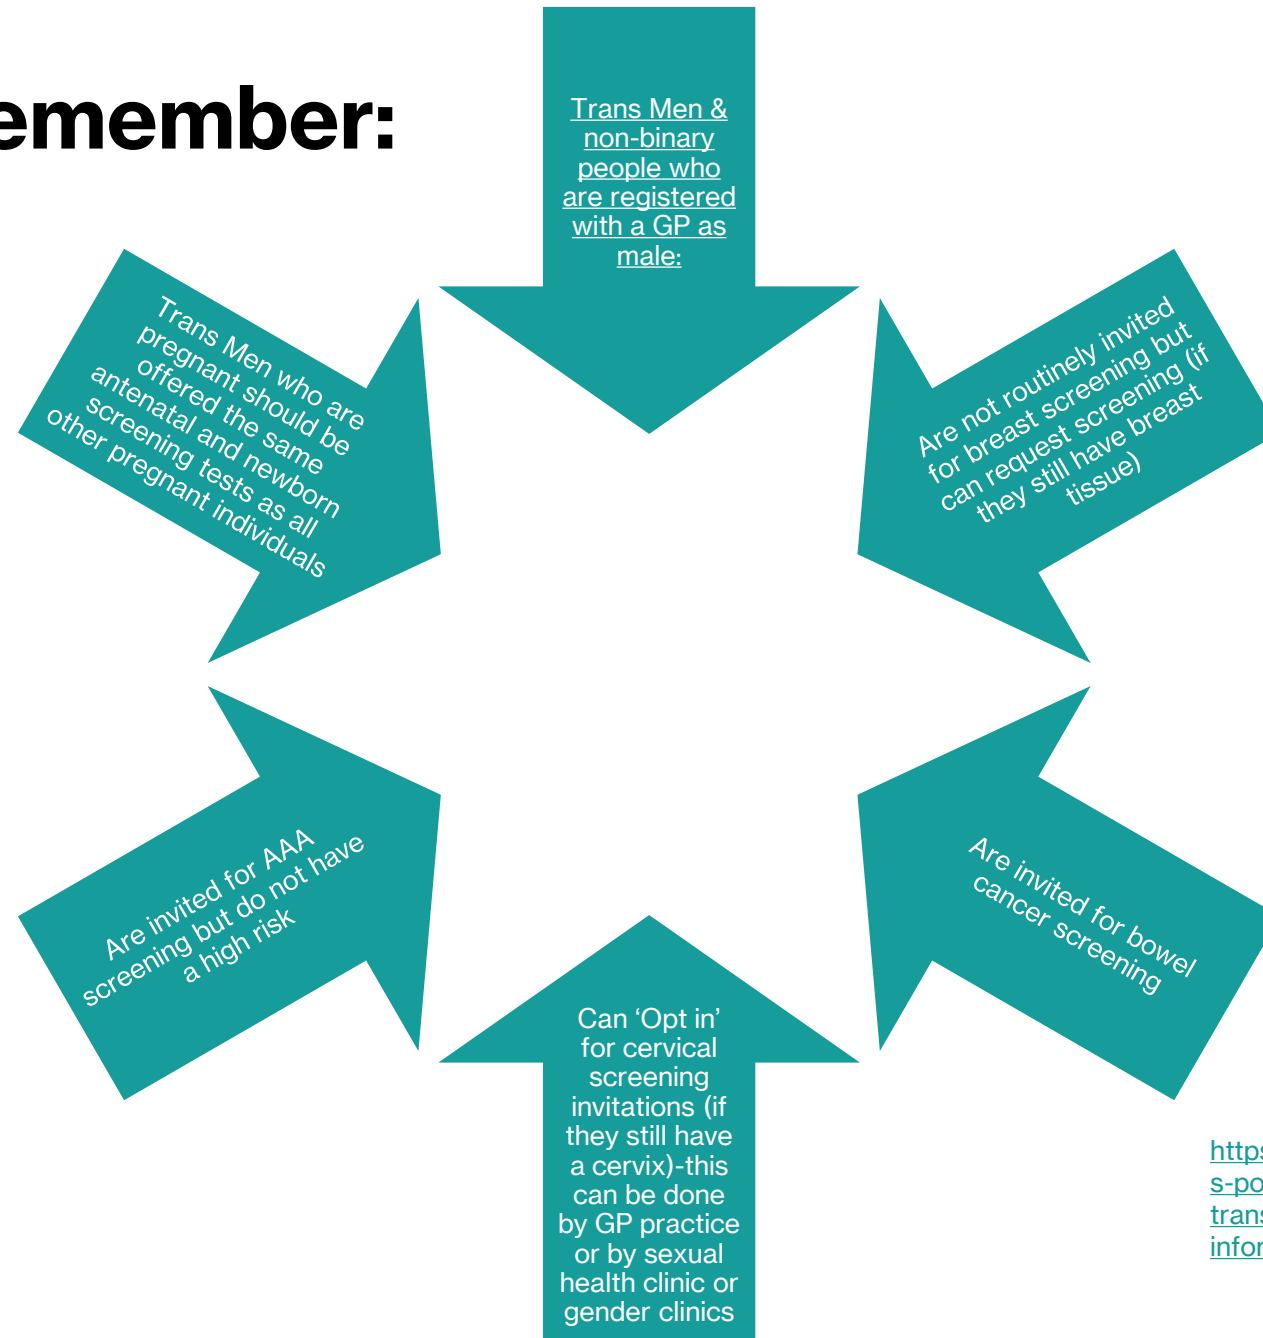 emember:
Trans Men &
non-binary
people who
are registered
with a GP as
male:
Are not routinely invited
for breast screening but
can request screening (if
they still have breast
tissue)
Are invited for bowel
cancer screening
Can ‘Opt in’
for cervical
screening
invitations (if
they still have
a cervix)-this
can be done
by GP practice
or by sexual
health clinic or
gender clinics
Are invited for AAA
screening but do not have
a high risk
Trans Men who are
pregnant should be
offered the same
antenatal and newborn
screening tests as all
other pregnant individuals
https
s-po
trans
infor